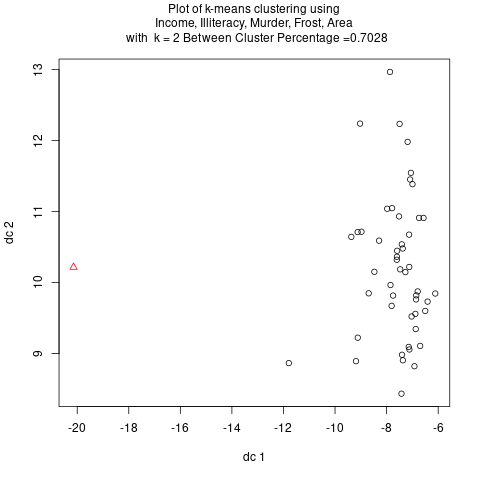 Plot of k-means clustering using
Income, Illiteracy, Murder, Frost, Area
with k = 2 Between Cluster Percentage =0.7028
13
12
11
10
9
dc 2
-20
-18
-16
-14
-12
-10
-8
-6
dc 1